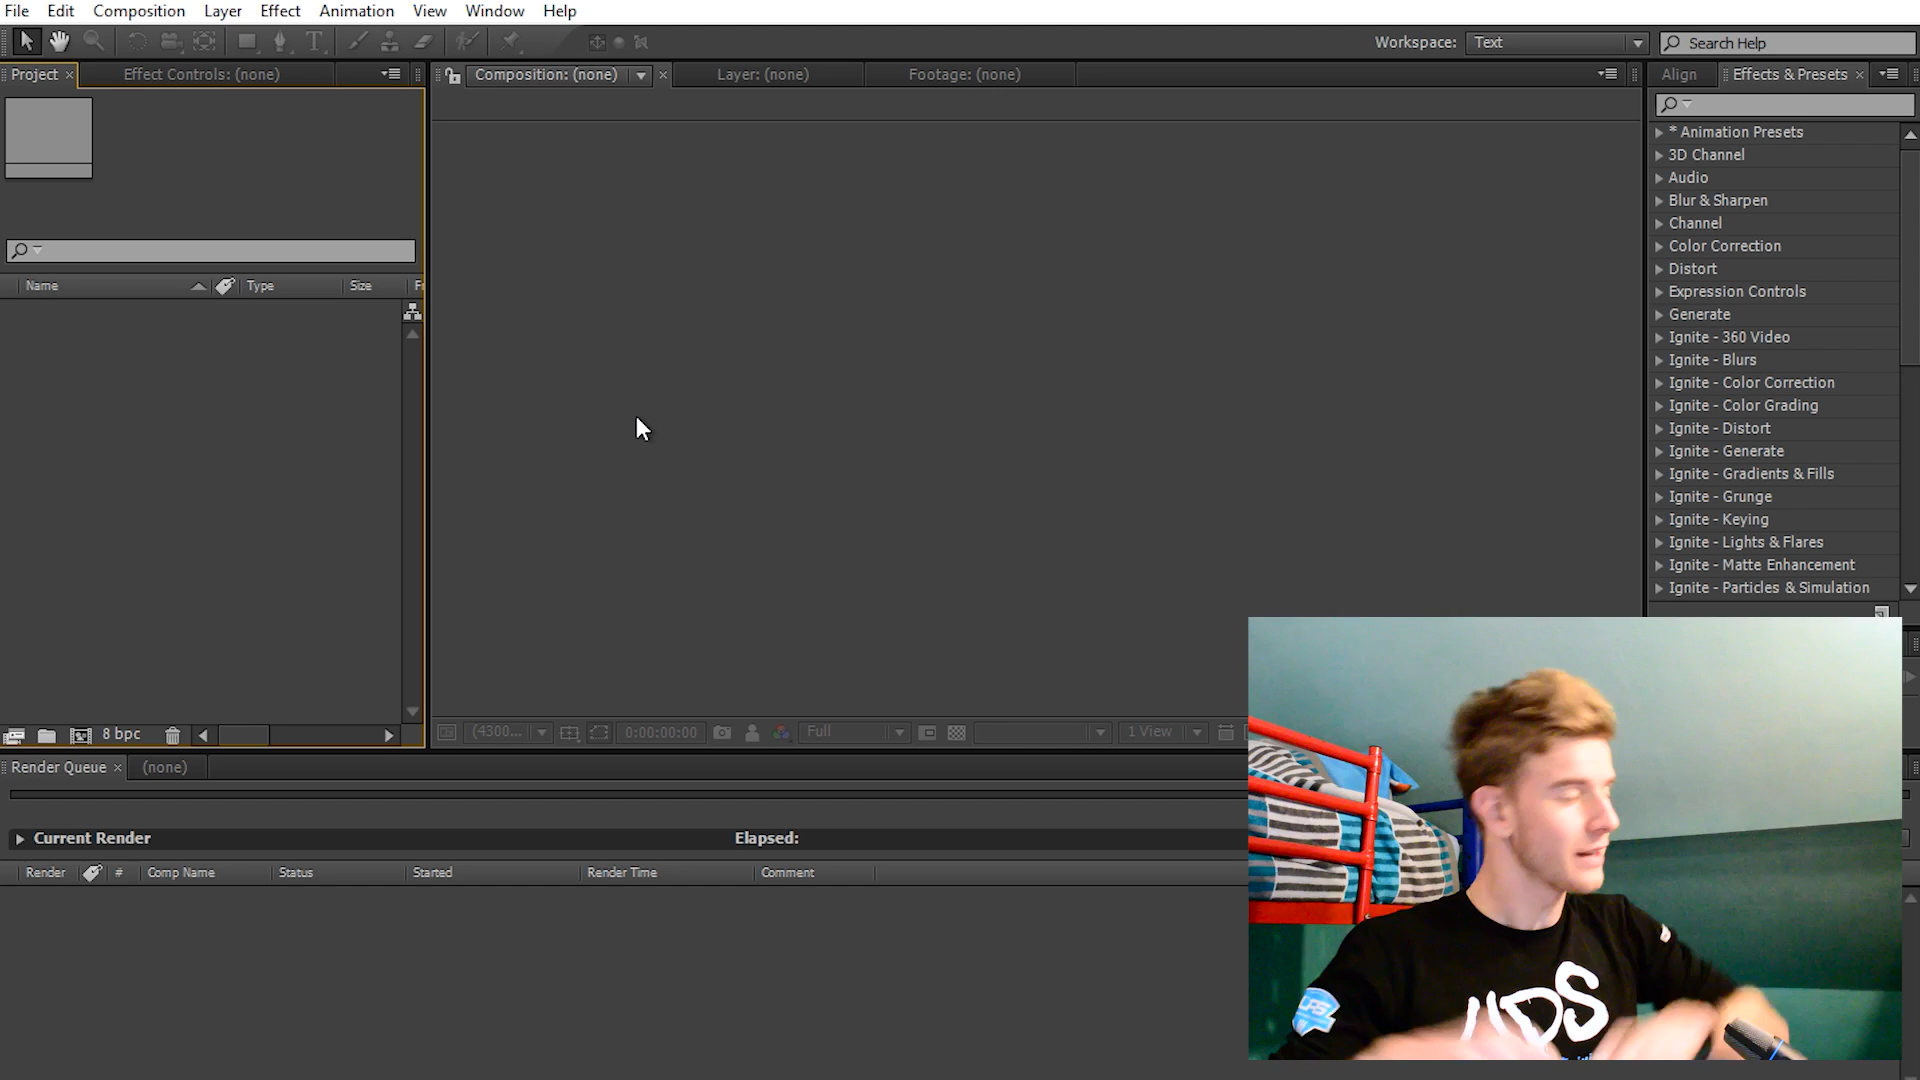 File Edit Composition Layer Effect Animation View Window Help
Workspace: Text Search Help
Project × Effect Controls: (none) Composition: (none) × Layer: (none) Footage: (none) Align Effects & Presets ×
* Animation Presets
3D Channel
Audio
Blur & Sharpen
Channel
Color Correction
Distort
Expression Controls
Generate
Ignite - 360 Video
Ignite - Blurs
Ignite - Color Correction
Ignite - Color Grading
Ignite - Distort
Ignite - Generate
Ignite - Gradients & Fills
Ignite - Grunge
Ignite - Keying
Ignite - Lights & Flares
Ignite - Matte Enhancement
Ignite - Particles & Simulation
Name Type Size
8 bpc (4300... 0:00:00:00 Full 1 View
Render Queue × (none)
Current Render Elapsed:
Render # Comp Name Status Started Render Time Comment